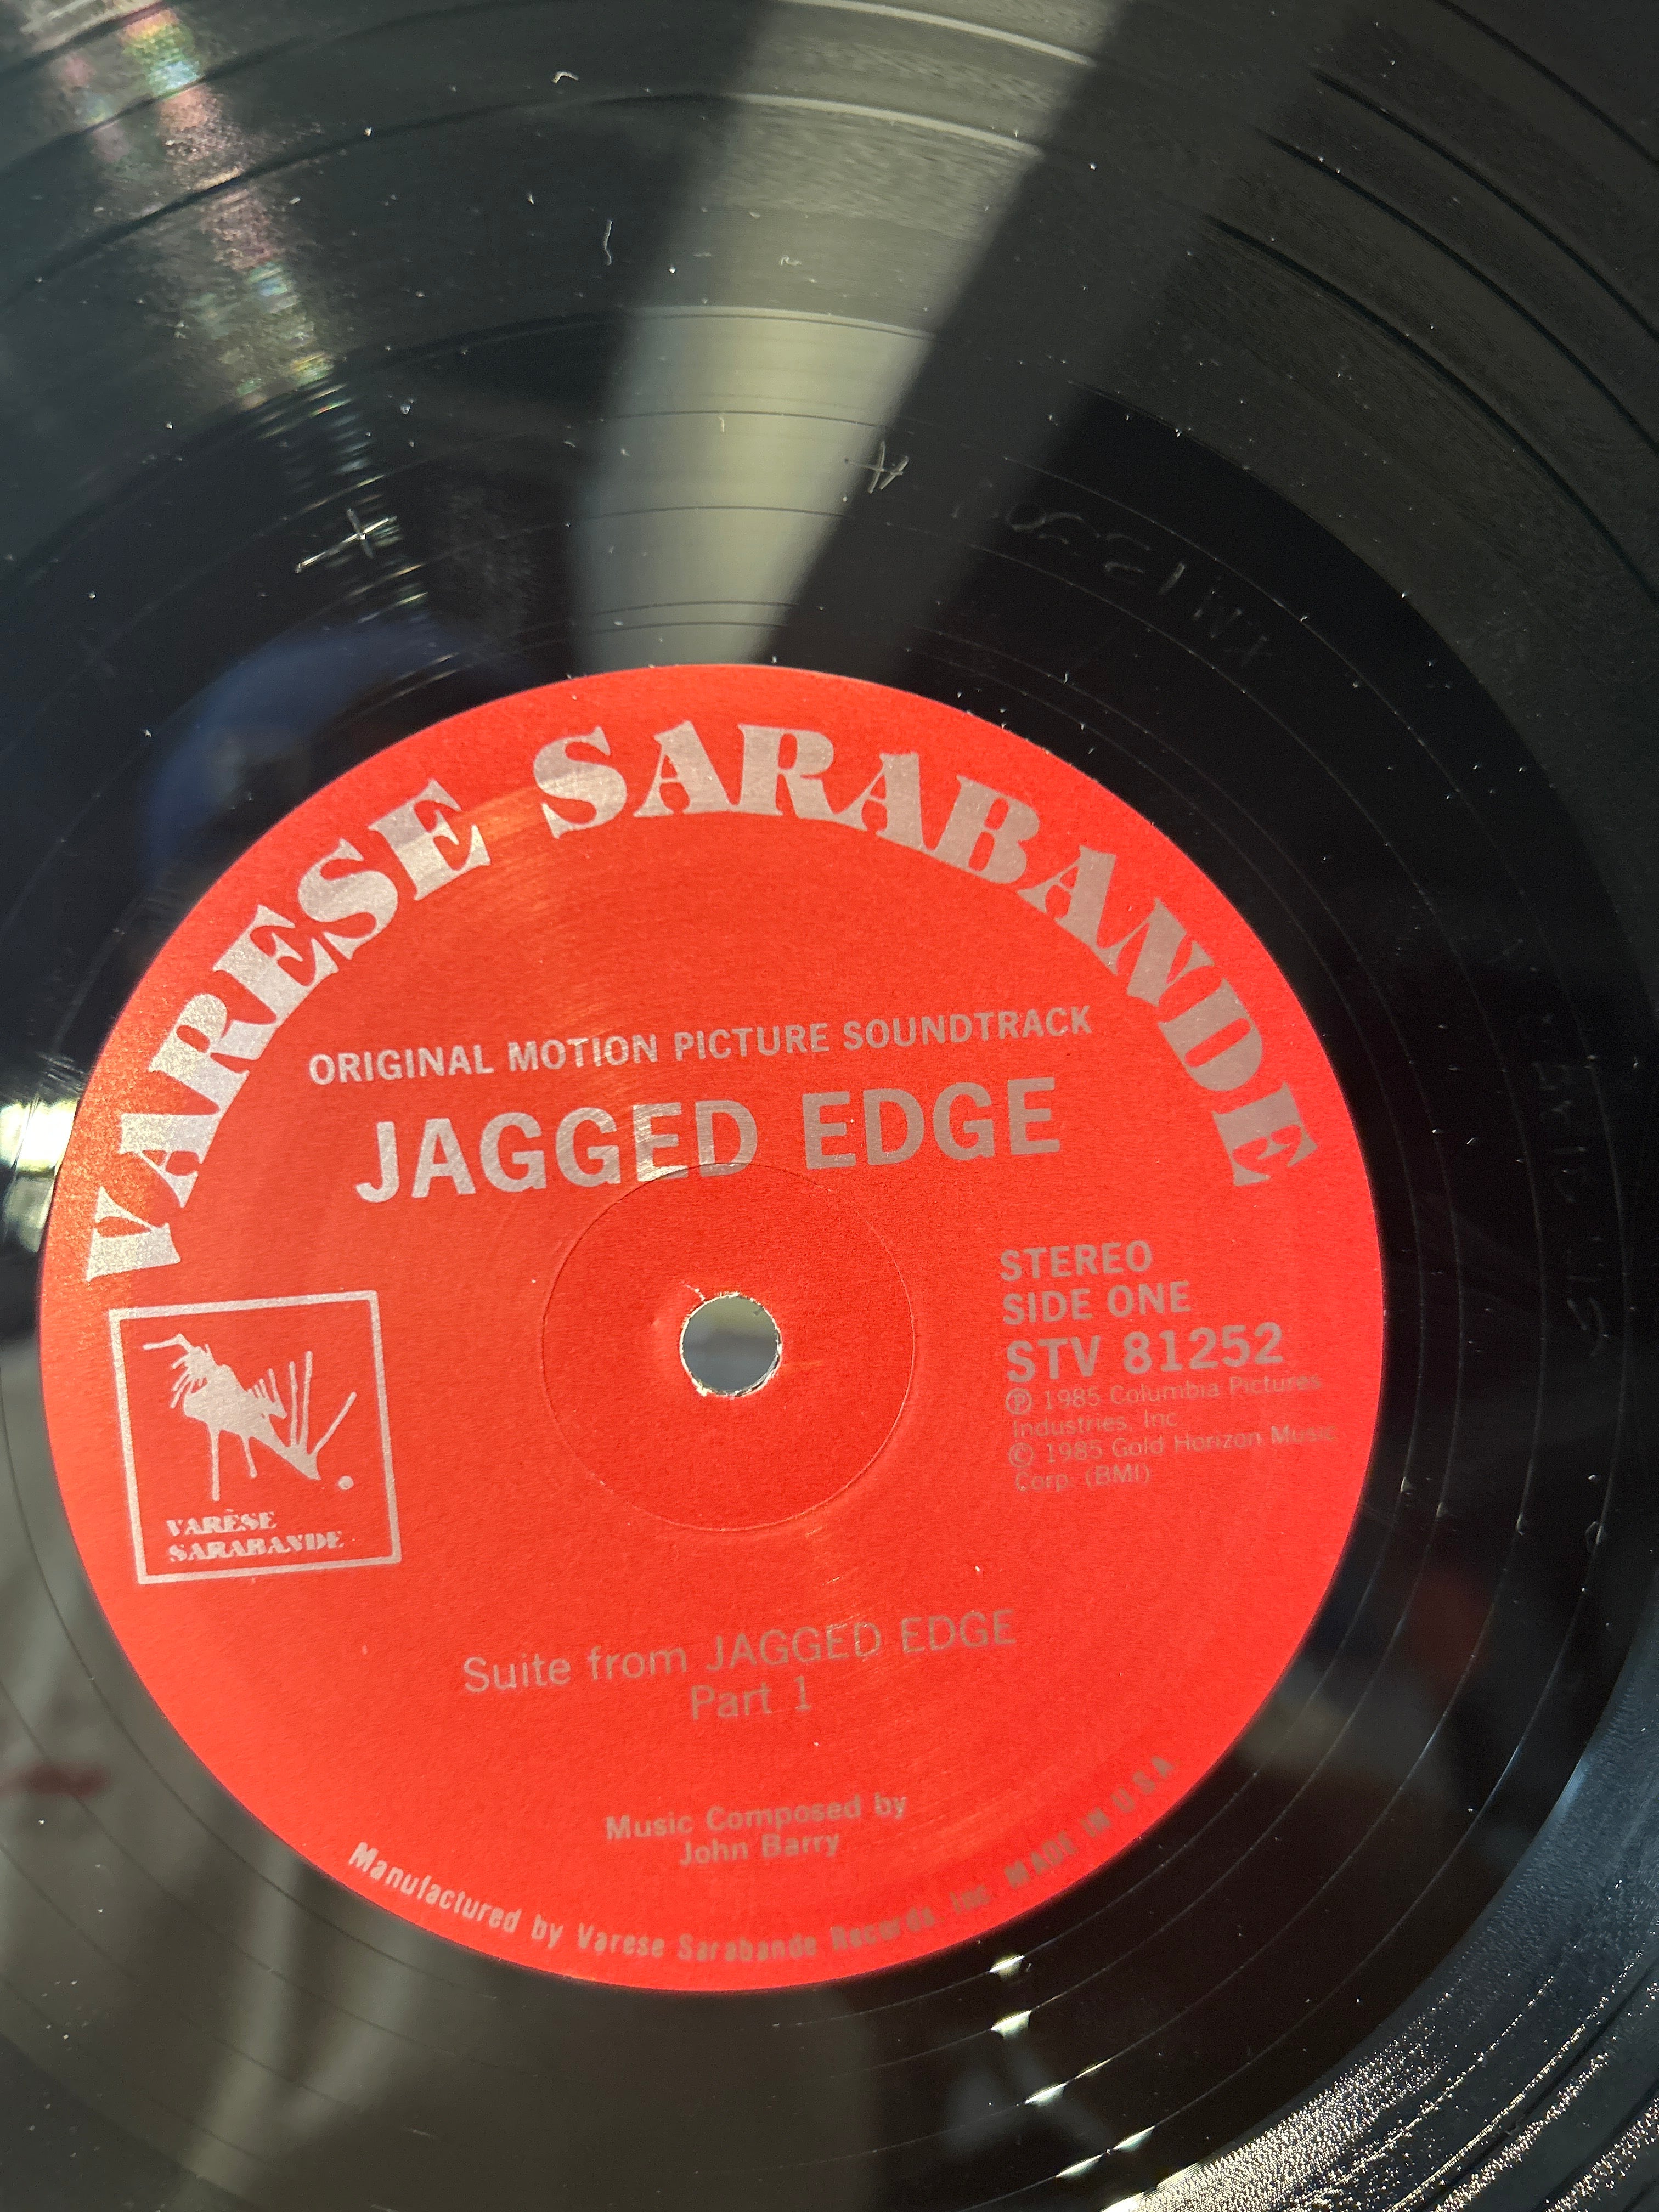 VARESE SARABANDE
ORIGINAL MOTION PICTURE SOUNDTRACK
JAGGED EDGE
STEREO
SIDE ONE
STV 81252
℗ 1985 Columbia Pictures
Industries, Inc
© 1985 Gold Horizon Music
Corp. (BMI)
VARÈSE
SARABANDE
Suite from JAGGED EDGE
Part 1
Music Composed by
John Barry
Manufactured by Varese Sarabande Records, Inc. MADE IN U.S.A